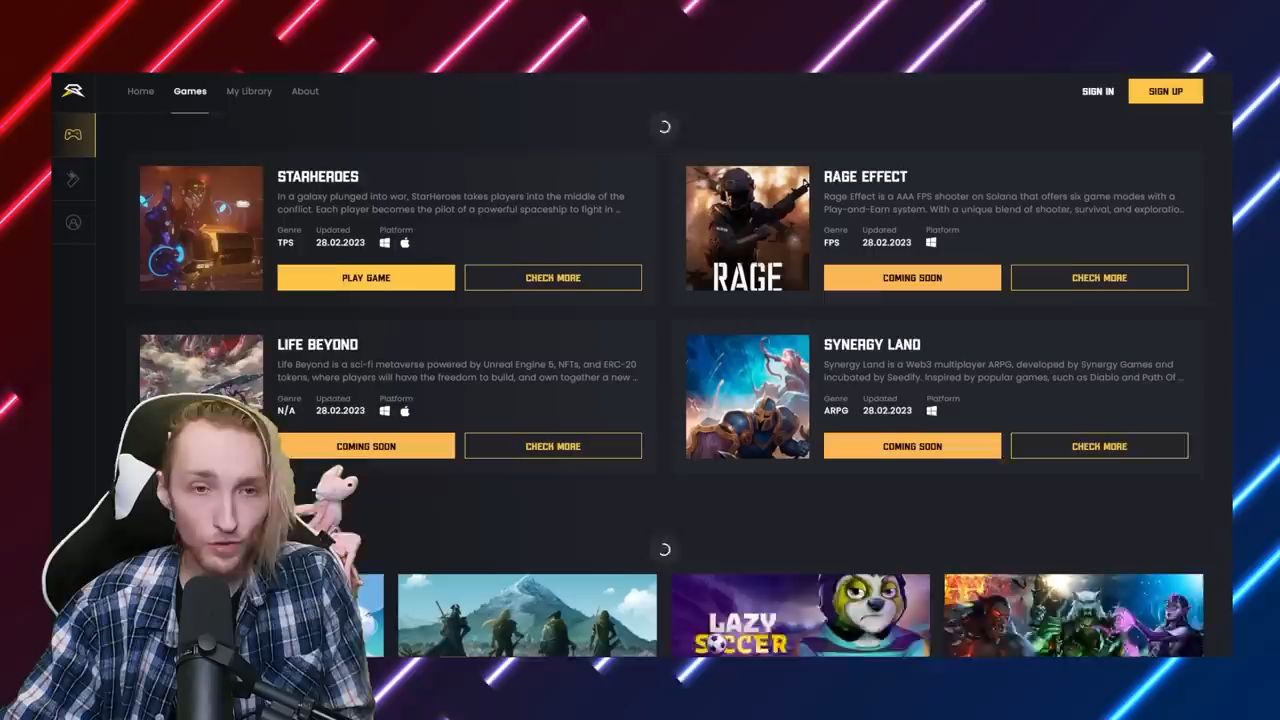 Home Games My Library About SIGN IN SIGN UP
STARHEROES
In a galaxy plunged into war, StarHeroes takes players into the middle of the
conflict. Each player becomes the pilot of a powerful spaceship to fight in ...
Genre Updated Platform
TPS 28.02.2023
PLAY GAME CHECK MORE
RAGE
RAGE EFFECT
Rage Effect is a AAA FPS shooter on Solana that offers six game modes with a
Play-and-Earn system. With a unique blend of shooter, survival, and exploratio...
Genre Updated Platform
FPS 28.02.2023
COMING SOON CHECK MORE
LIFE BEYOND
Life Beyond is a sci-fi metaverse powered by Unreal Engine 5, NFTs, and ERC-20
tokens, where players will have the freedom to build, and own together a new ...
Genre Updated Platform
N/A 28.02.2023
COMING SOON CHECK MORE
SYNERGY LAND
Synergy Land is a Web3 multiplayer ARPG, developed by Synergy Games and
incubated by Seedify. Inspired by popular games, such as Diablo and Path Of ...
Genre Updated Platform
ARPG 28.02.2023
COMING SOON CHECK MORE
LAZY
SOCCER